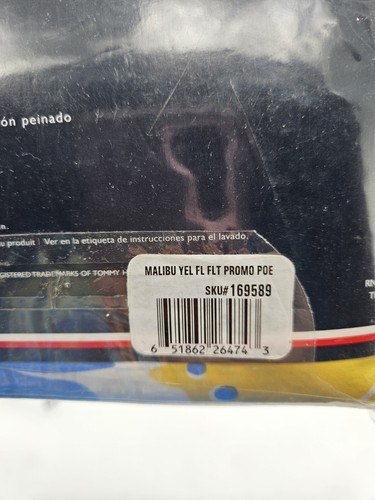 ón peinado
n.
u produit | Ver en la etiqueta de instrucciones para el lavado.
GISTERED TRADEMARKS OF TOMMY H
MALIBU YEL FL FLT PROMO POE
SKU# 169589
RN
T
6 51862 26474 3